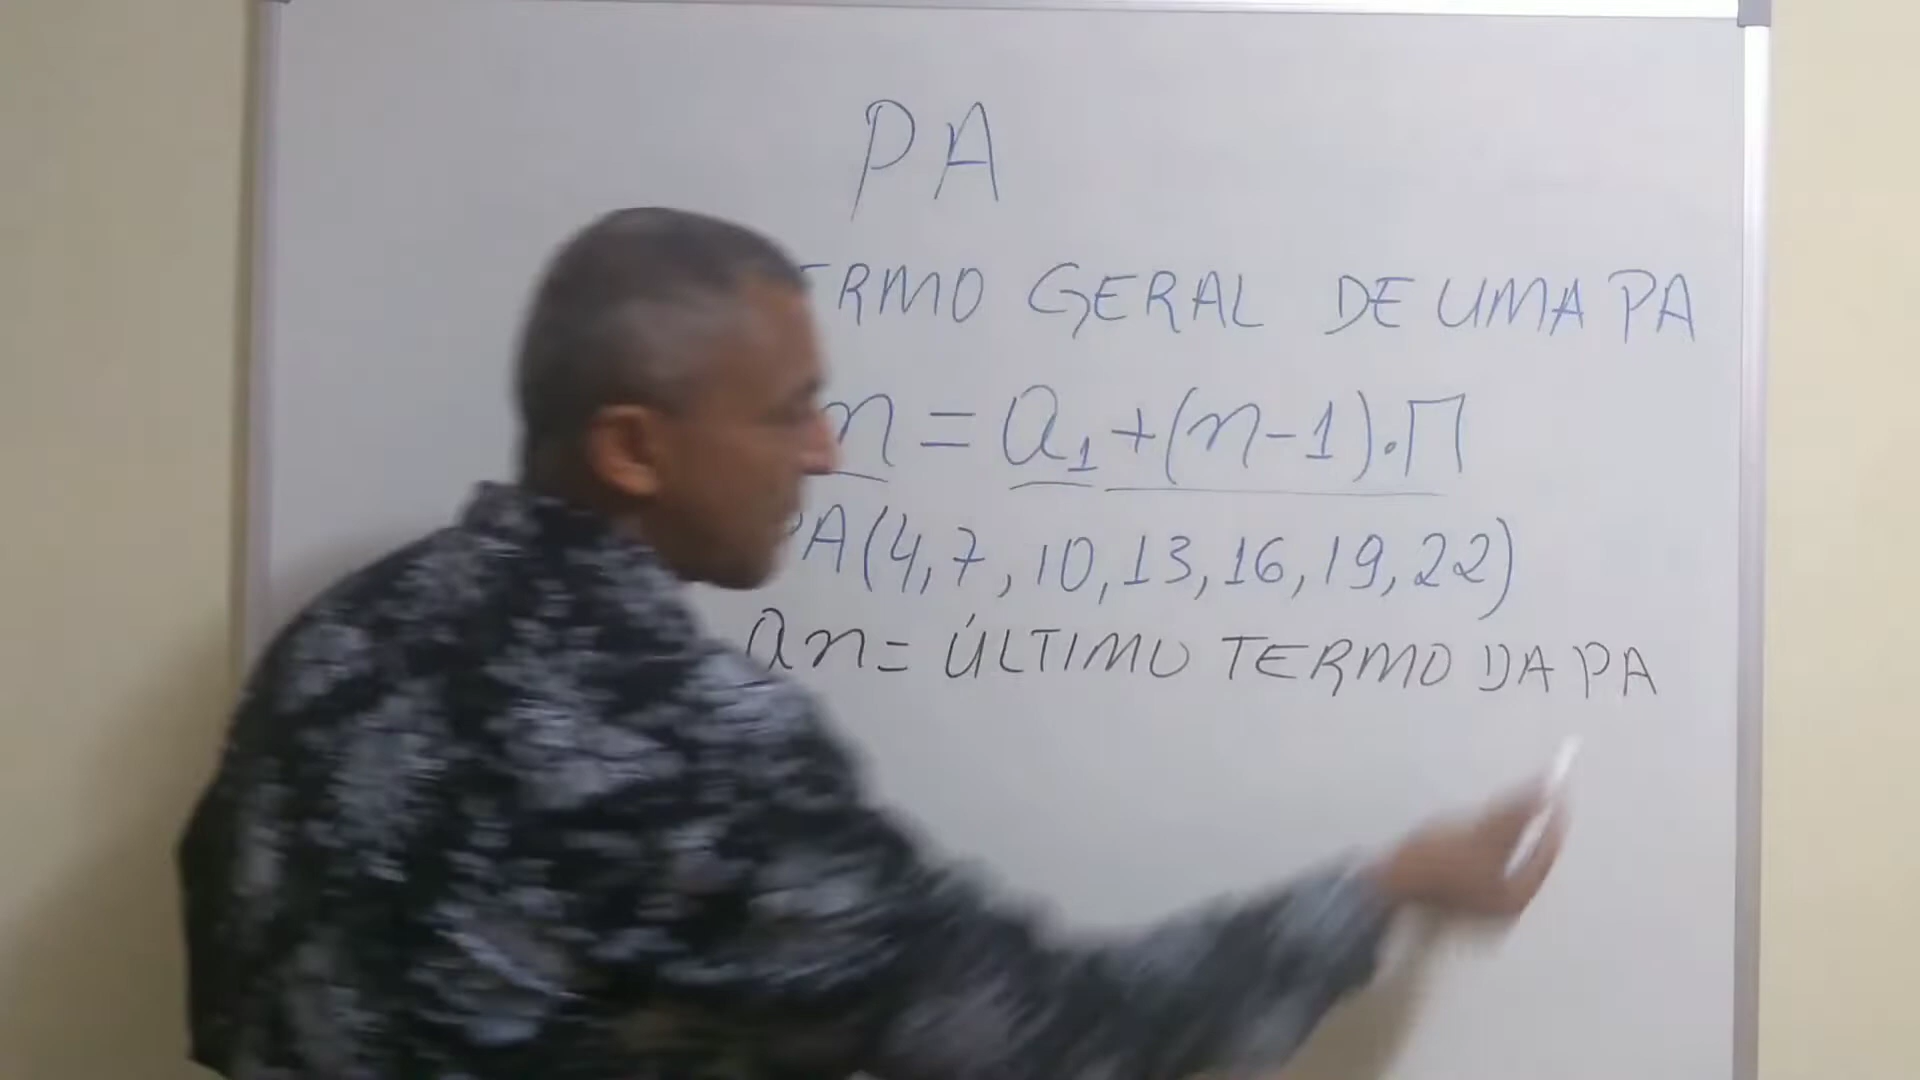 PA
GERAL DE UMA PA
n = a1 + (n-1).r
PA (4, 7, 10, 13, 16, 19, 22)
an = ÚLTIMO TERMO DA PA